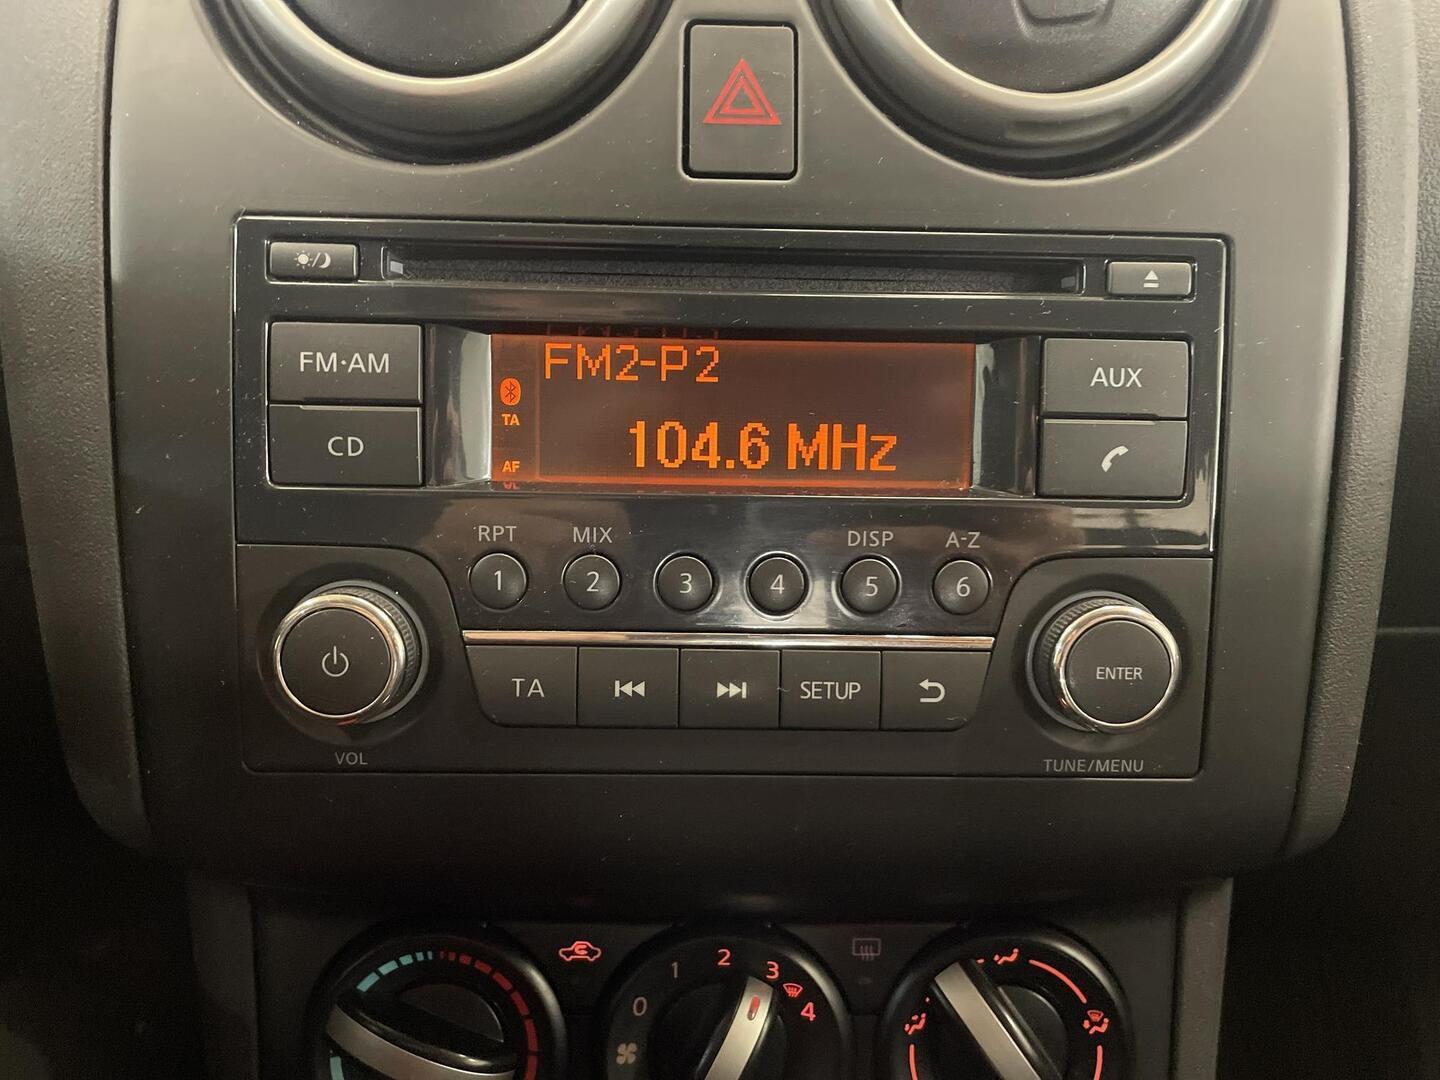 FM·AM
CD
FM2-P2
TA
AF
104.6 MHz
AUX
RPT
MIX
DISP
A-Z
1
2
3
4
5
6
TA
SETUP
ENTER
VOL
TUNE/MENU
0
1
2
3
4